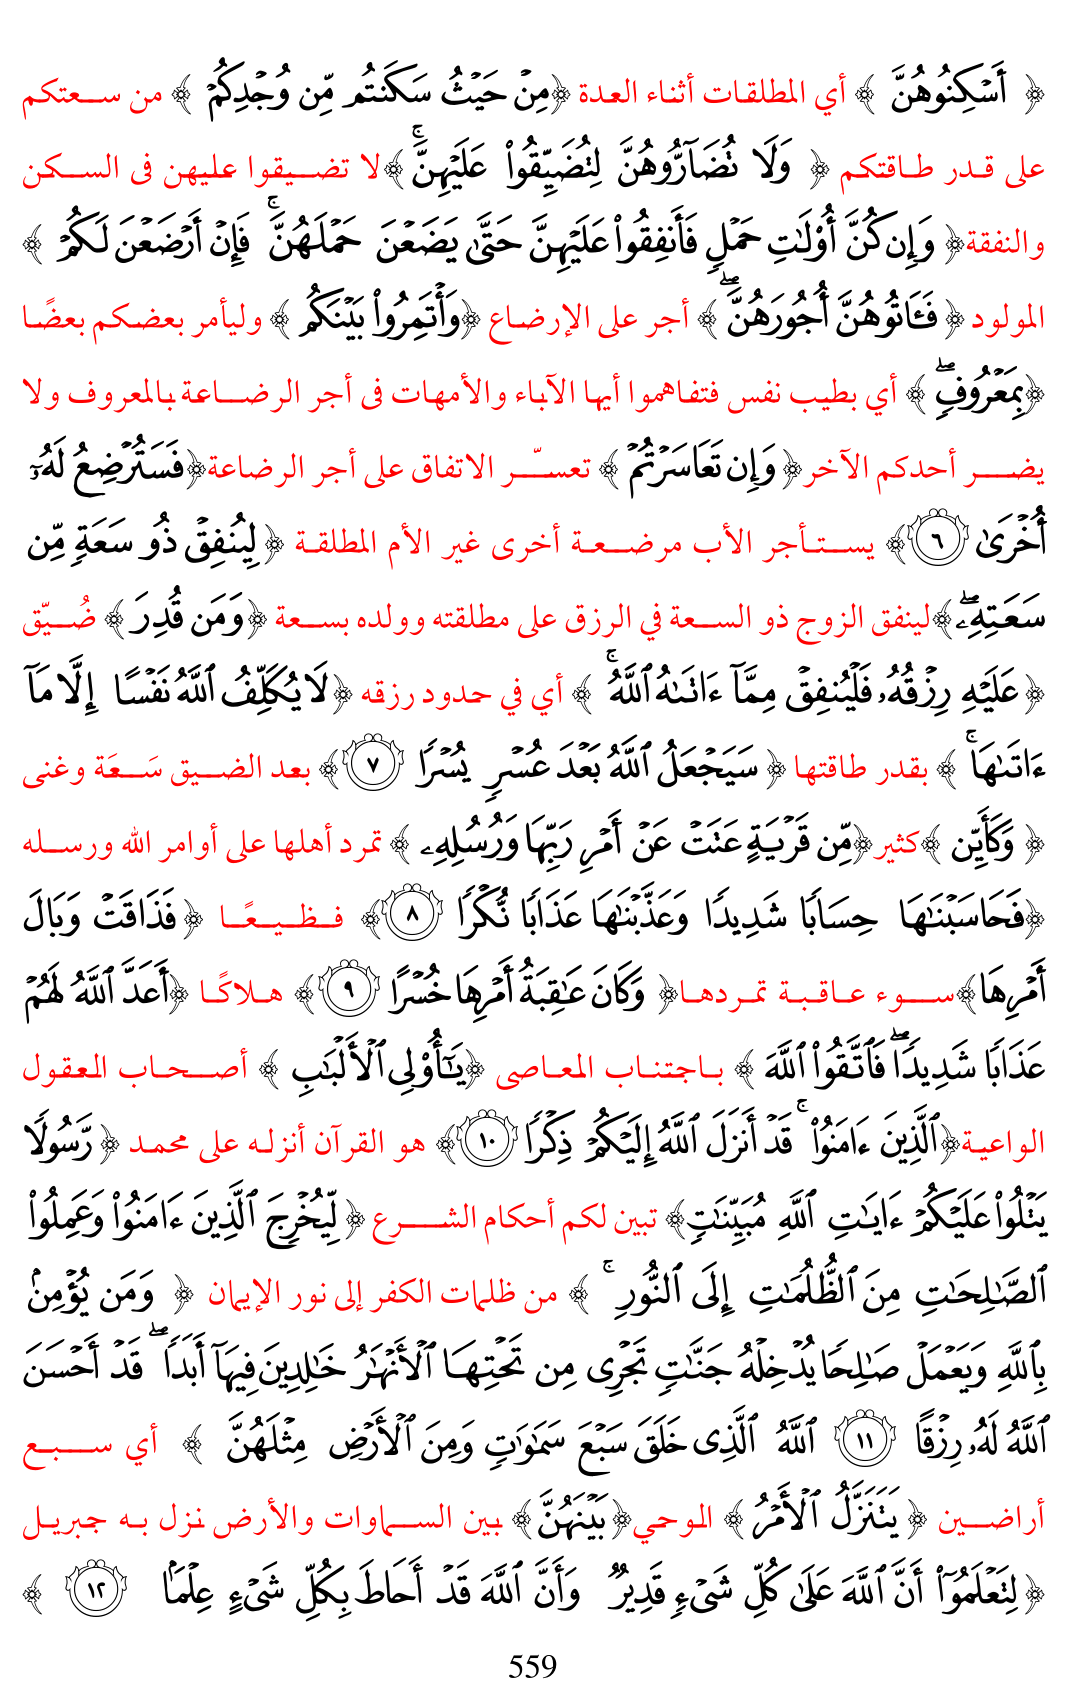 ﴿ أَسۡكِنُوهُنَّ ﴾ أي المطلقات أثناء العدة ﴿مِنۡ حَيۡثُ سَكَنتُم مِّن وُجۡدِكُمۡ ﴾ من سعتكم
على قدر طاقتكم ﴿ وَلَا تُضَآرُّوهُنَّ لِتُضَيِّقُواْ عَلَيۡهِنَّۚ ﴾لا تضيقوا عليهن فى السكن
والنفقة﴿ وَإِن كُنَّ أُوْلَٰتِ حَمۡلٖ فَأَنفِقُواْ عَلَيۡهِنَّ حَتَّىٰ يَضَعۡنَ حَمۡلَهُنَّۚ فَإِنۡ أَرۡضَعۡنَ لَكُمۡ ﴾
المولود ﴿ فَـَٔاتُوهُنَّ أُجُورَهُنَّۖ ﴾ أجر على الإرضاع ﴿وَأۡتَمِرُواْ بَيۡنَكُم ﴾ وليأمر بعضكم بعضًا
﴿بِمَعۡرُوفٖۖ ﴾ أي بطيب نفس فتفاهموا أيها الآباء والأمهات فى أجر الرضاعة بالمعروف ولا
يضر أحدكم الآخر ﴿ وَإِن تَعَاسَرۡتُمۡ ﴾ تعسّر الاتفاق على أجر الرضاعة﴿فَسَتُرۡضِعُ لَهُۥٓ
أُخۡرَىٰ ٦ ﴾ يستأجر الأب مرضعة أخرى غير الأم المطلقة ﴿ لِيُنفِقۡ ذُو سَعَةٖ مِّن
سَعَتِهِۦۖ ﴾لينفق الزوج ذو السعة في الرزق على مطلقته وولده بسعة ﴿ وَمَن قُدِرَ ﴾ ضُيّق
﴿ عَلَيۡهِ رِزۡقُهُۥ فَلۡيُنفِقۡ مِمَّآ ءَاتَىٰهُ ٱللَّهُۚ ﴾ أي في حدود رزقه ﴿ لَا يُكَلِّفُ ٱللَّهُ نَفۡسًا إِلَّا مَآ
ءَاتَىٰهَاۚ ﴾ بقدر طاقتها ﴿ سَيَجۡعَلُ ٱللَّهُ بَعۡدَ عُسۡرٖ يُسۡرٗا ٧ ﴾ بعد الضيق سَعَة وغنى
﴿ وَكَأَيِّن ﴾كثير ﴿مِّن قَرۡيَةٍ عَتَتۡ عَنۡ أَمۡرِ رَبِّهَا وَرُسُلِهِۦ ﴾ تمرد أهلها على أوامر الله ورسله
﴿فَحَاسَبۡنَٰهَا حِسَابٗا شَدِيدٗا وَعَذَّبۡنَٰهَا عَذَابٗا نُّكۡرٗا ٨ ﴾ فظيعًا ﴿ فَذَاقَتۡ وَبَالَ
أَمۡرِهَا ﴾سوء عاقبة تمردها﴿ وَكَانَ عَٰقِبَةُ أَمۡرِهَا خُسۡرًا ٩ ﴾ هلاكًا ﴿أَعَدَّ ٱللَّهُ لَهُمۡ
عَذَابٗا شَدِيدٗاۖ فَٱتَّقُواْ ٱللَّهَ ﴾ باجتناب المعاصى ﴿يَٰٓأُوْلِي ٱلۡأَلۡبَٰبِ ﴾ أصحاب العقول
الواعية﴿ٱلَّذِينَ ءَامَنُواْۚ قَدۡ أَنزَلَ ٱللَّهُ إِلَيۡكُمۡ ذِكۡرٗا ١٠ ﴾ هو القرآن أنزله على محمد ﴿ رَّسُولٗا
يَتۡلُواْ عَلَيۡكُمۡ ءَايَٰتِ ٱللَّهِ مُبَيِّنَٰتٖ ﴾ تبين لكم أحكام الشرع ﴿ لِّيُخۡرِجَ ٱلَّذِينَ ءَامَنُواْ وَعَمِلُواْ
ٱلصَّٰلِحَٰتِ مِنَ ٱلظُّلُمَٰتِ إِلَى ٱلنُّورِۚ ﴾ من ظلمات الكفر إلى نور الإيمان ﴿ وَمَن يُؤۡمِنۢ
بِٱللَّهِ وَيَعۡمَلۡ صَٰلِحٗا يُدۡخِلۡهُ جَنَّٰتٖ تَجۡرِي مِن تَحۡتِهَا ٱلۡأَنۡهَٰرُ خَٰلِدِينَ فِيهَآ أَبَدٗاۖ قَدۡ أَحۡسَنَ
ٱللَّهُ لَهُۥ رِزۡقًا ١١ ٱللَّهُ ٱلَّذِي خَلَقَ سَبۡعَ سَمَٰوَٰتٖ وَمِنَ ٱلۡأَرۡضِ مِثۡلَهُنَّ ﴾ أي سبع
أراضين ﴿ يَتَنَزَّلُ ٱلۡأَمۡرُ ﴾ الوحي﴿ بَيۡنَهُنَّ ﴾ بين السماوات والأرض نزل به جبريل
﴿ لِتَعۡلَمُوٓاْ أَنَّ ٱللَّهَ عَلَىٰ كُلِّ شَيۡءٖ قَدِيرٞ وَأَنَّ ٱللَّهَ قَدۡ أَحَاطَ بِكُلِّ شَيۡءٍ عِلۡمَۢا ١٢ ﴾
559